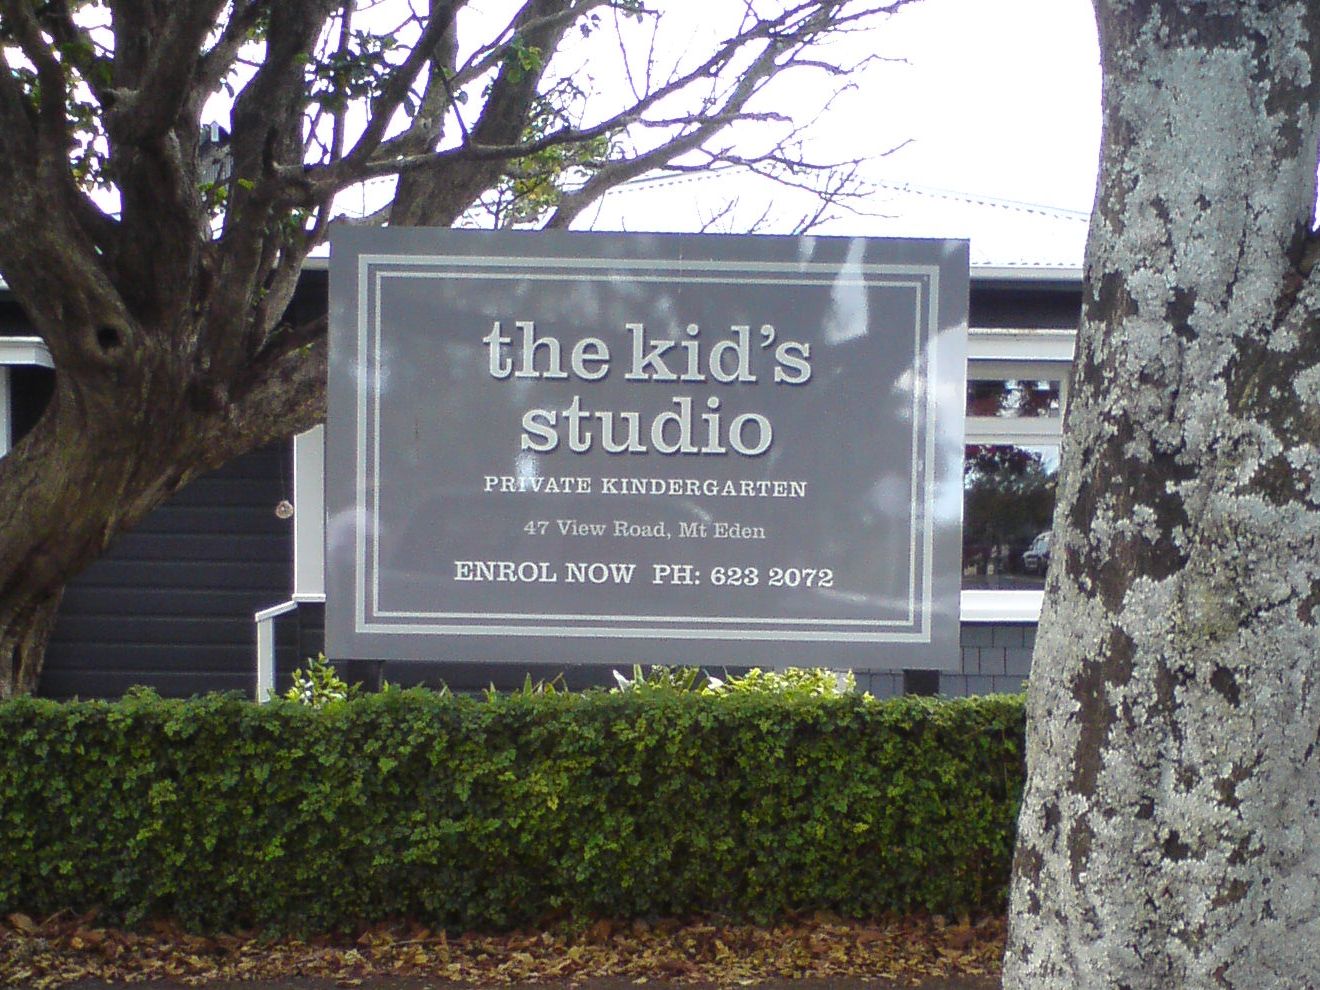 the kid's
studio
PRIVATE KINDERGARTEN
47 View Road, Mt Eden
ENROL NOW PH: 623 2072